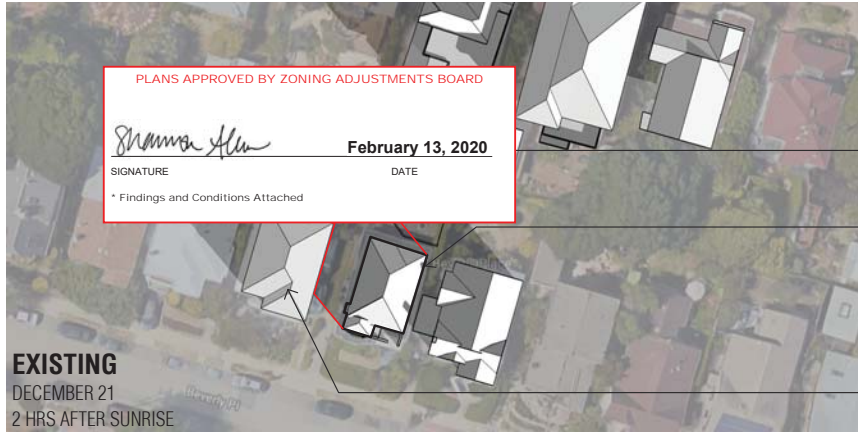 PLANS APPROVED BY ZONING ADJUSTMENTS BOARD
February 13, 2020
SIGNATURE DATE
* Findings and Conditions Attached
EXISTING
DECEMBER 21
2 HRS AFTER SUNRISE